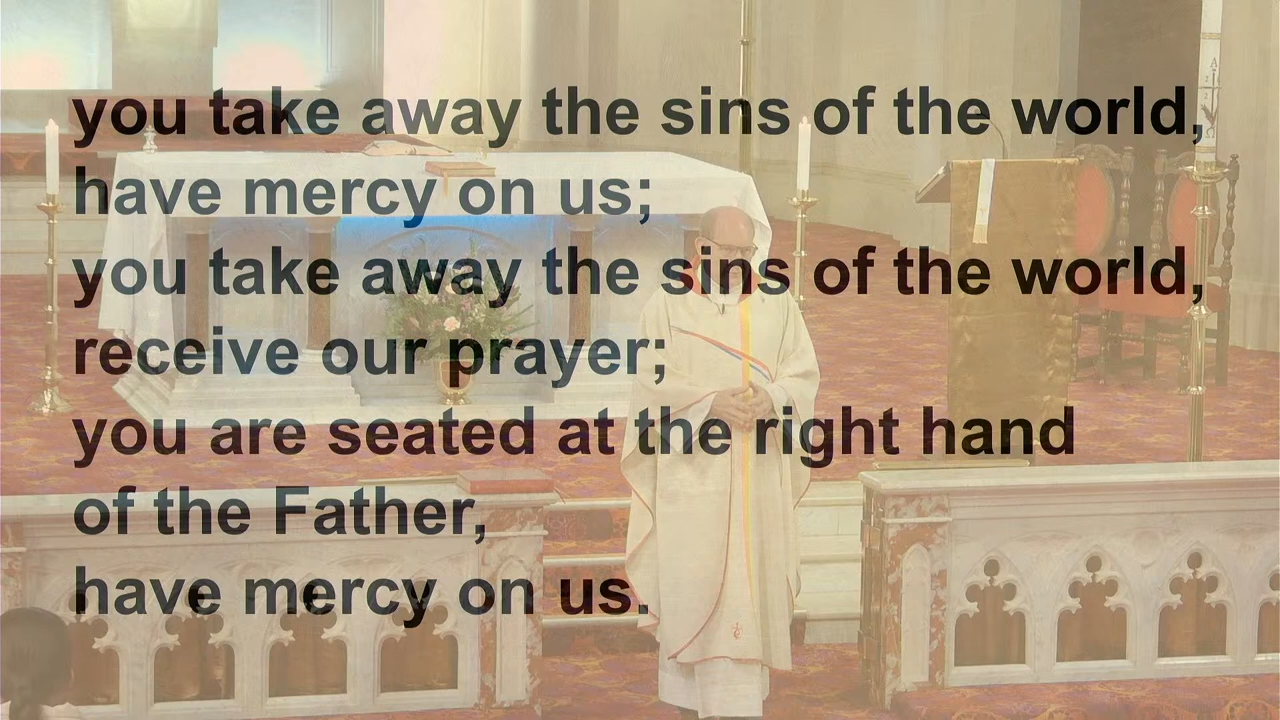 you take away the sins of the world,
have mercy on us;
you take away the sins of the world,
receive our prayer;
you are seated at the right hand
of the Father,
have mercy on us.